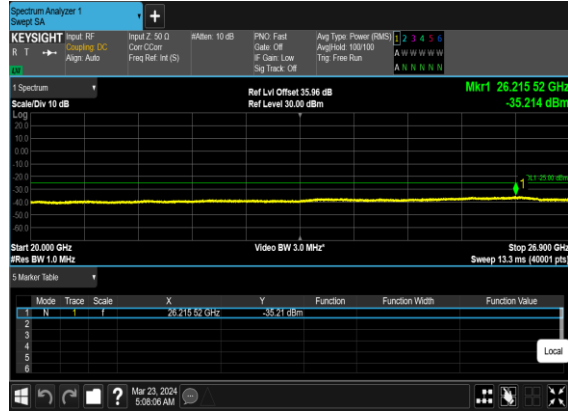 Spectrum Analyzer 1
Swept SA
+
KEYSIGHT Input: RF Input Z: 50 Ω #Atten: 10 dB PNO: Fast Avg Type: Power (RMS) 1 2 3 4 5 6
R T Coupling: DC Corr CCorr Gate: Off Avg|Hold: 100/100 A W W W W W
Align: Auto Freq Ref: Int (S) IF Gain: Low Trig: Free Run
Sig Track: Off A N N N N N
1 Spectrum
Scale/Div 10 dB
Ref Lvl Offset 35.96 dB
Ref Level 30.00 dBm
Mkr1 26.215 52 GHz
-35.214 dBm
Log
20.0
10.0
0.00
-10.0
-20.0
-30.0
-40.0
-50.0
-60.0
1
Start 20.000 GHz Video BW 3.0 MHz* Stop 26.900 GHz
#Res BW 1.0 MHz Sweep 13.3 ms (40001 pts)
5 Marker Table
Mode Trace Scale X Y Function Function Width Function Value
1 N 1 f 26.215 52 GHz -35.21 dBm
2
3
4
5
6
Local
? Mar 23, 2024
5:08:06 AM